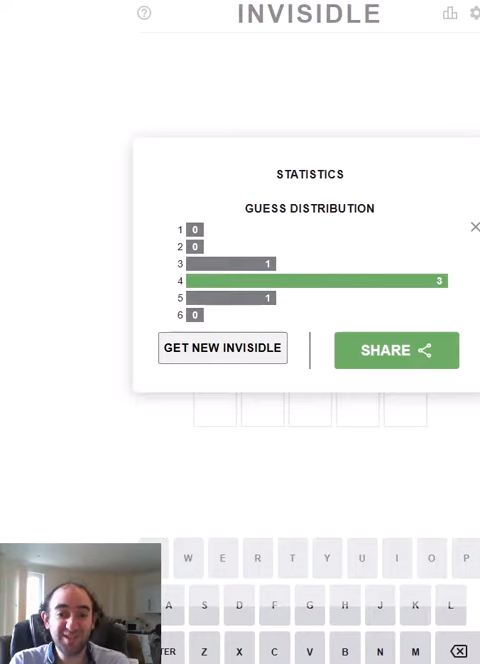 INVISIDLE
STATISTICS
GUESS DISTRIBUTION
1 0
2 0
3 1
4 3
5 1
6 0
GET NEW INVISIDLE
SHARE
W E R T Y U I O P
A S D F G H J K L
TER Z X C V B N M